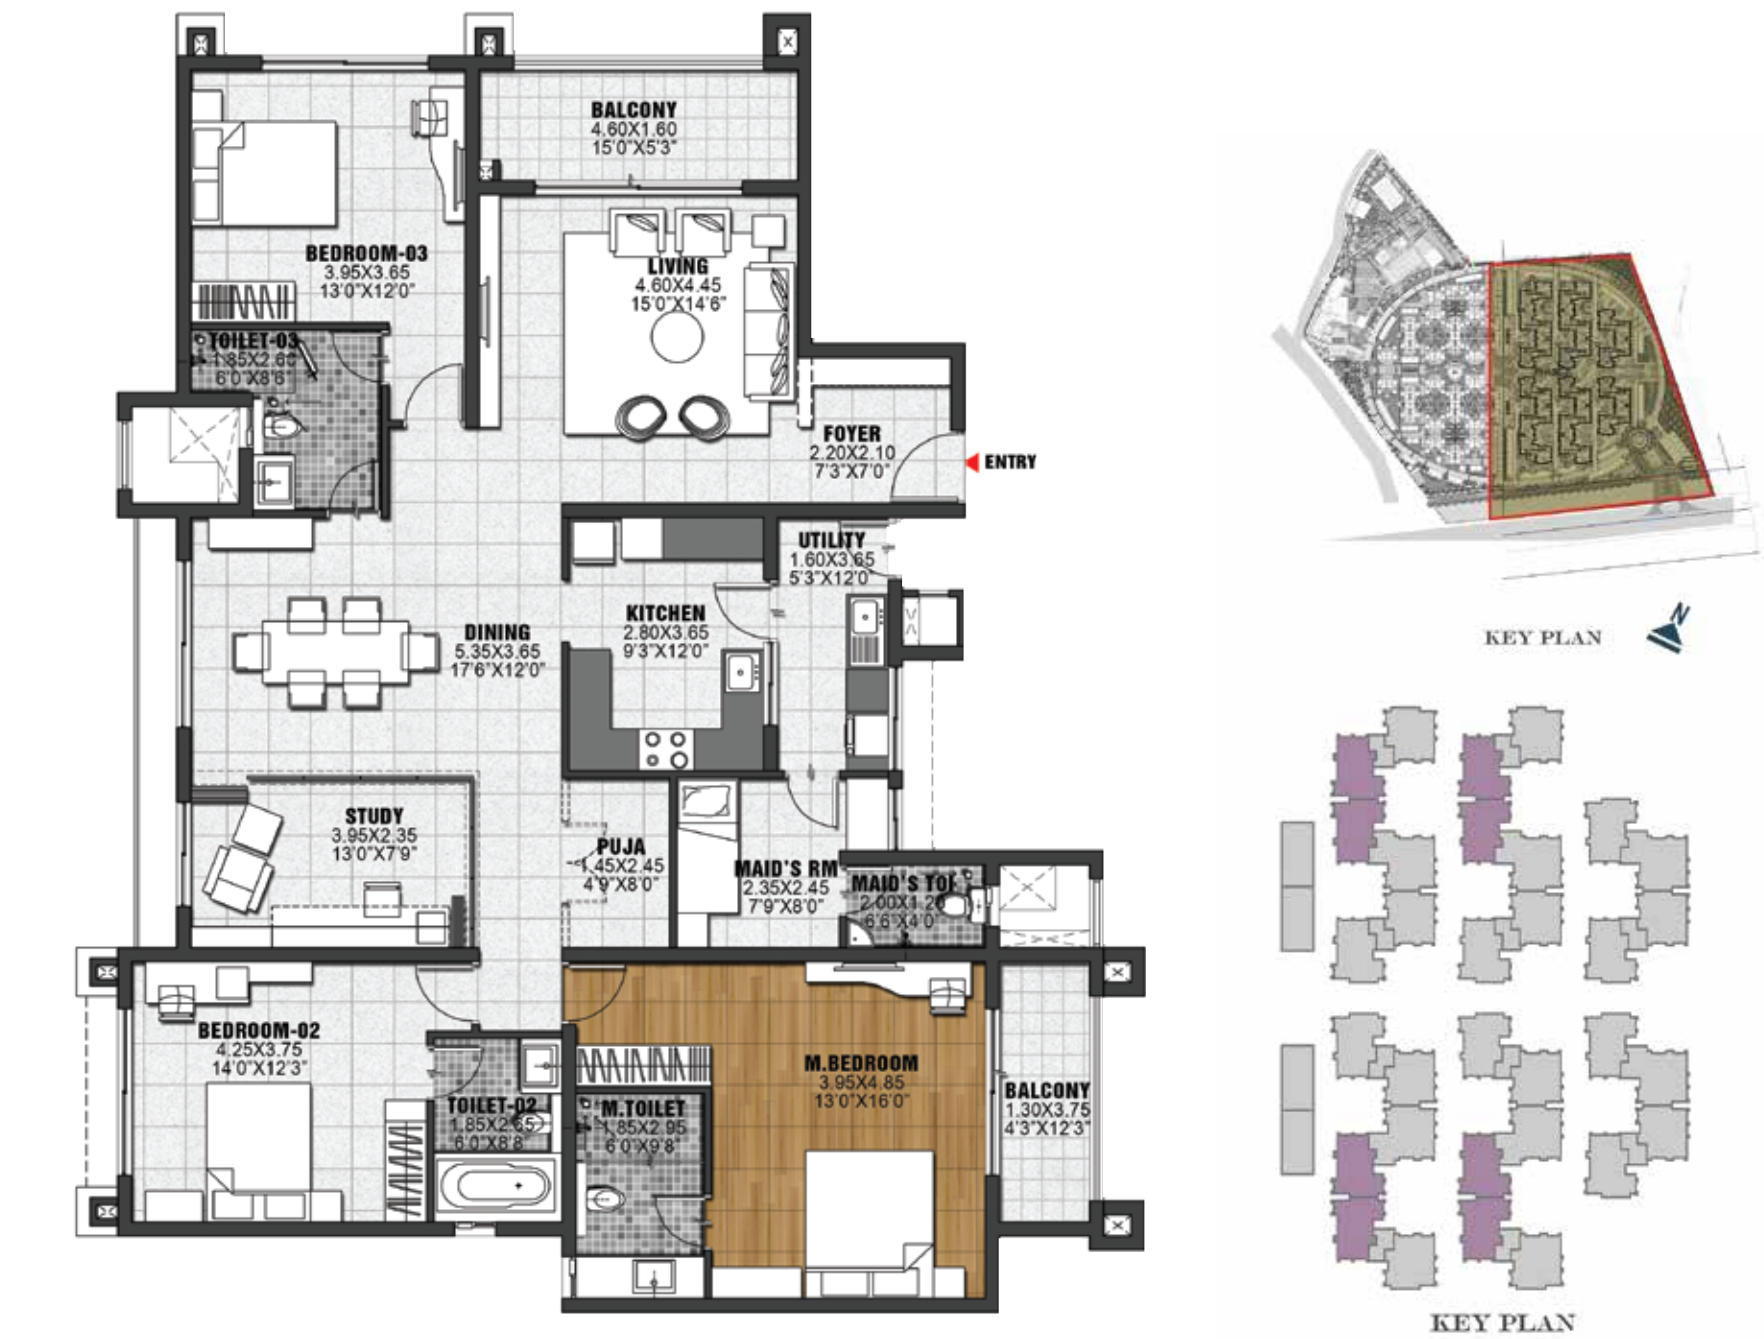 BALCONY
4.60X1.60
15'0"X5'3"
BEDROOM-03
3.95X3.65
13'0"X12'0"
LIVING
4.60X4.45
15'0"X14'6"
TOILET-03
1.85X2.60
6'0"X8'6"
FOYER
2.20X2.10
7'3"X7'0"
ENTRY
UTILITY
1.60X3.65
5'3"X12'0"
KITCHEN
2.80X3.65
9'3"X12'0"
DINING
5.35X3.65
17'6"X12'0"
STUDY
3.95X2.35
13'0"X7'9"
PUJA
1.45X2.45
4'9"X8'0"
MAID'S RM
2.35X2.45
7'9"X8'0"
MAID'S TOI
2.00X1.20
6'6"X4'0"
BEDROOM-02
4.25X3.75
14'0"X12'3"
TOILET-02
1.85X2.65
6'0"X8'8"
M.TOILET
1.85X2.95
6'0"X9'8"
M.BEDROOM
3.95X4.85
13'0"X16'0"
BALCONY
1.30X3.75
4'3"X12'3"
N
KEY PLAN
KEY PLAN